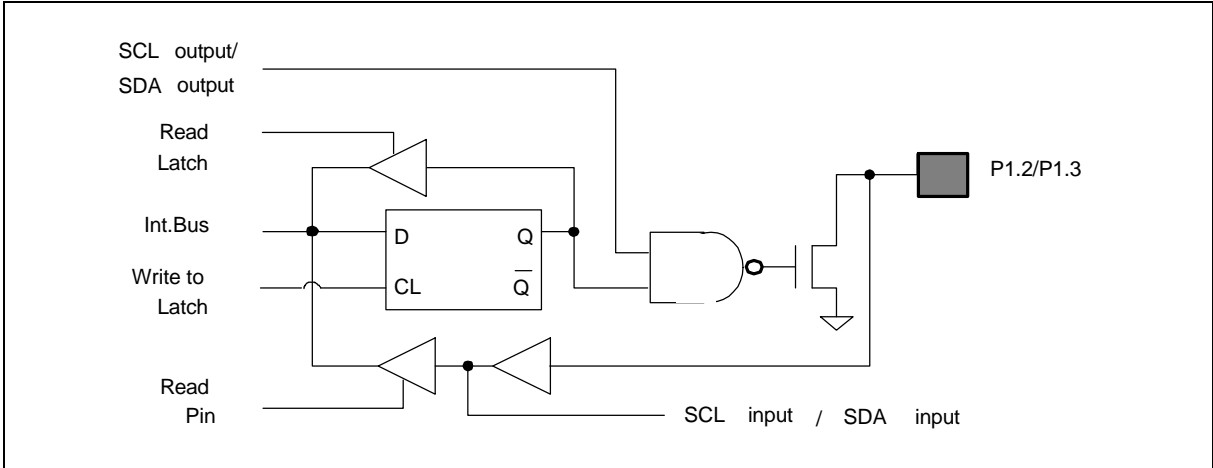 SCL output/
SDA output
Read
Latch
P1.2/P1.3
Int.Bus
D
Q
Write to
Latch
CL
Q̅
Read
Pin
SCL input / SDA input